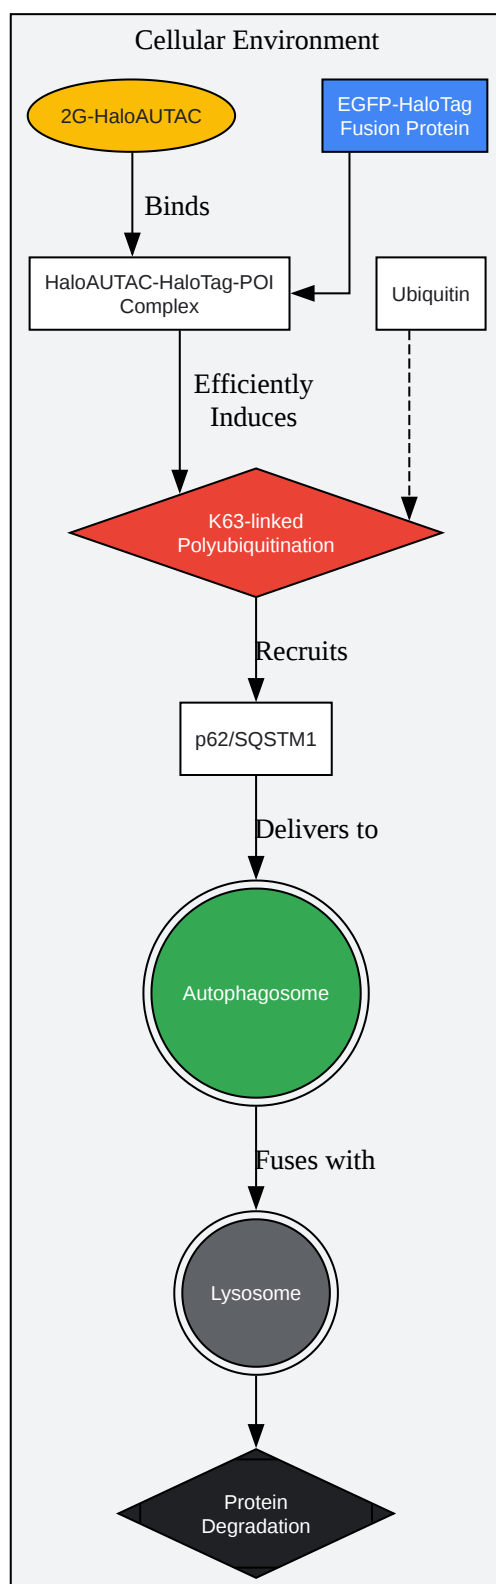 Cellular Environment
2G-HaloAUTAC
EGFP-HaloTag
Fusion Protein
Binds
HaloAUTAC-HaloTag-POI
Complex
Ubiquitin
Efficiently
Induces
K63-linked
Polyubiquitination
Recruits
p62/SQSTM1
Delivers to
Autophagosome
Fuses with
Lysosome
Protein
Degradation